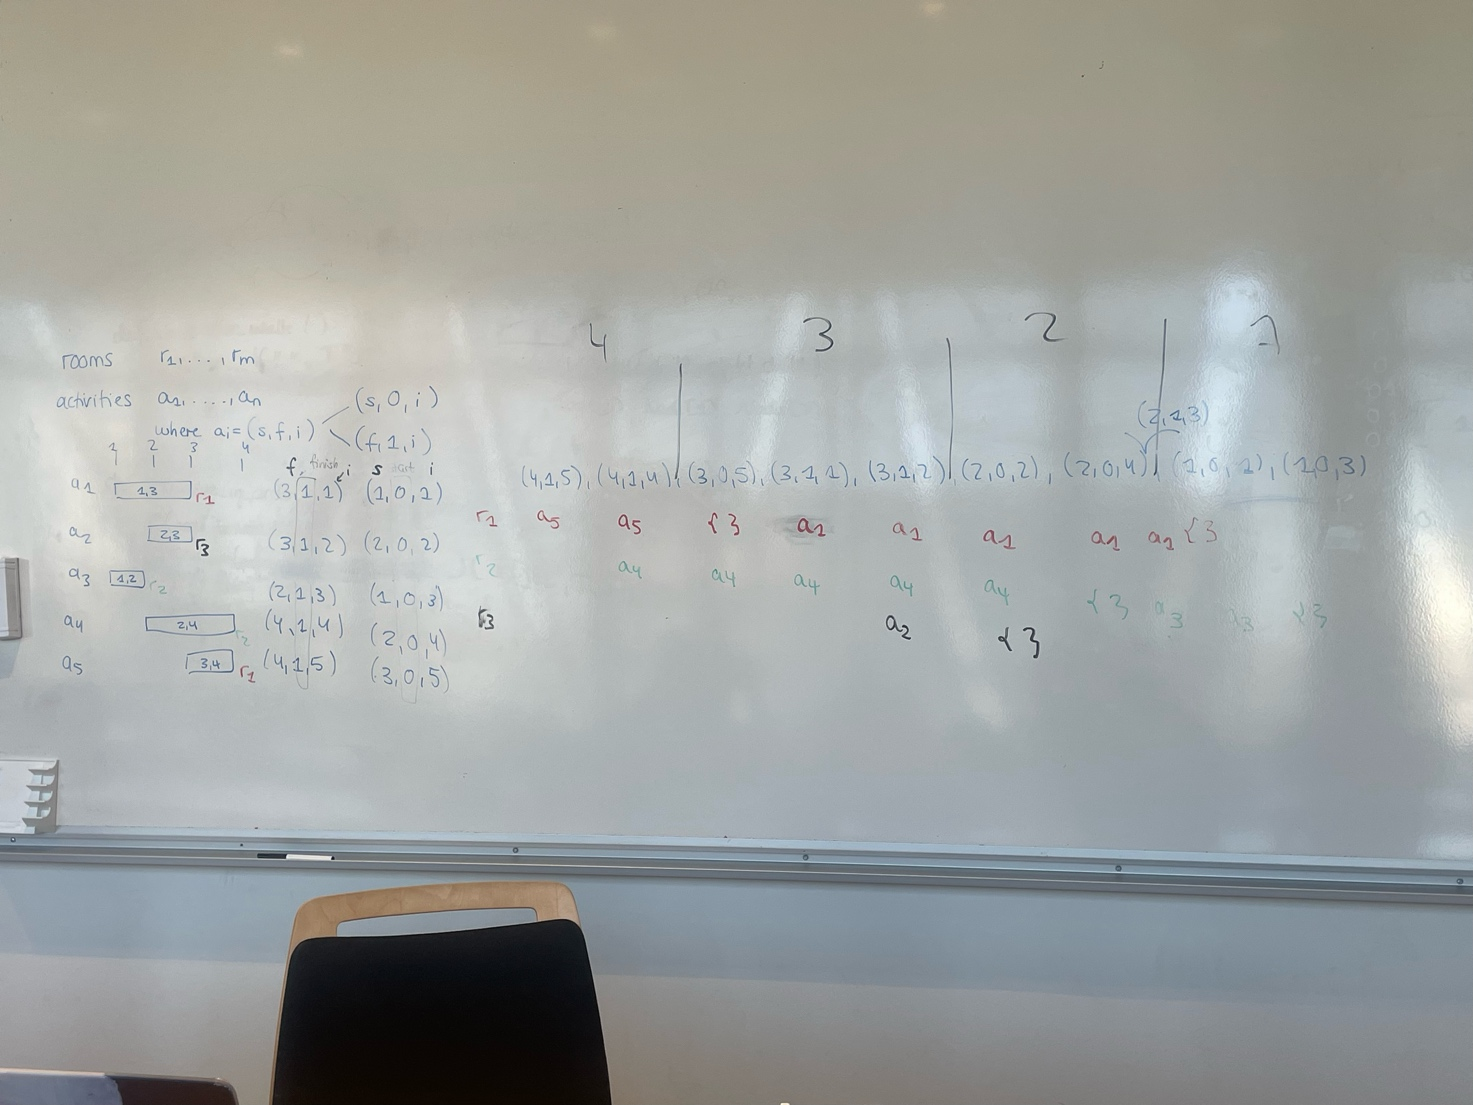 rooms r1, . . . , rm
activities a1, . . . . , an
where ai = (s, f, i)
(s, 0, i)
(f, 1, i)
1 2 3 4
f finish i s start i
a1 1,3 r1 (3,1,1) (1,0,1)
a2 2,3 r3 (3,1,2) (2,0,2)
a3 1,2 r2 (2,1,3) (1,0,3)
a4 2,4 r2 (4,1,4) (2,0,4)
a5 3,4 r1 (4,1,5) (3,0,5)
4 3 2 1
(2,1,3)
(4,1,5), (4,1,4), (3,0,5), (3,1,1), (3,1,2), (2,0,2), (2,0,4), (1,0,1), (1,0,3)
r1 a5 a5 { } a1 a1 a1 a1 a1 { }
r2 a4 a4 a4 a4 a4 { } a3 a3 { }
r3 a2 { }